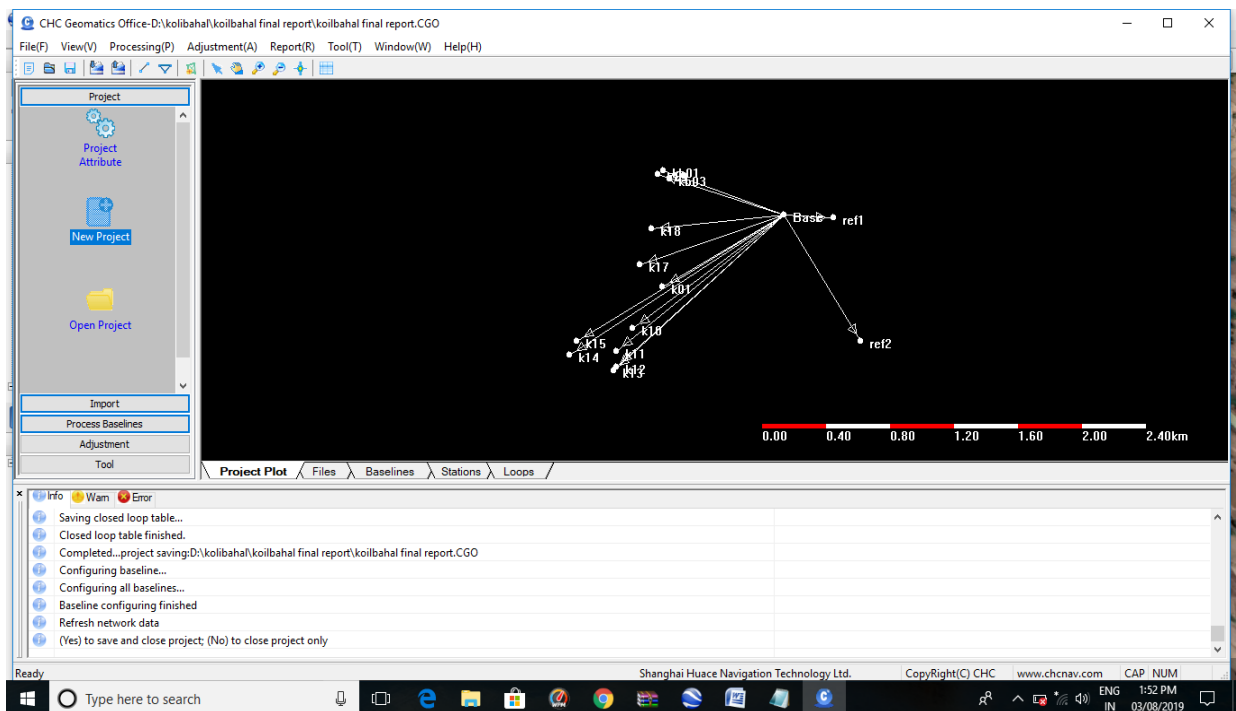 CHC Geomatics Office-D:\kolibahal\koilbahal final report\koilbahal final report.CGO
File(F) View(V) Processing(P) Adjustment(A) Report(R) Tool(T) Window(W) Help(H)
Project
Project
Attribute
New Project
Open Project
Import
Process Baselines
Adjustment
Tool
kb01
kb03
Base
ref1
k18
k17
k01
k10
k15
k14
k11
k12
k13
ref2
0.00 0.40 0.80 1.20 1.60 2.00 2.40km
Project Plot Files Baselines Stations Loops
Info Warn Error
Saving closed loop table...
Closed loop table finished.
Completed...project saving:D:\kolibahal\koilbahal final report\koilbahal final report.CGO
Configuring baseline...
Configuring all baselines...
Baseline configuring finished
Refresh network data
(Yes) to save and close project; (No) to close project only
Ready Shanghai Huace Navigation Technology Ltd. CopyRight(C) CHC www.chcnav.com CAP NUM
Type here to search
ENG
IN
1:52 PM
03/08/2019